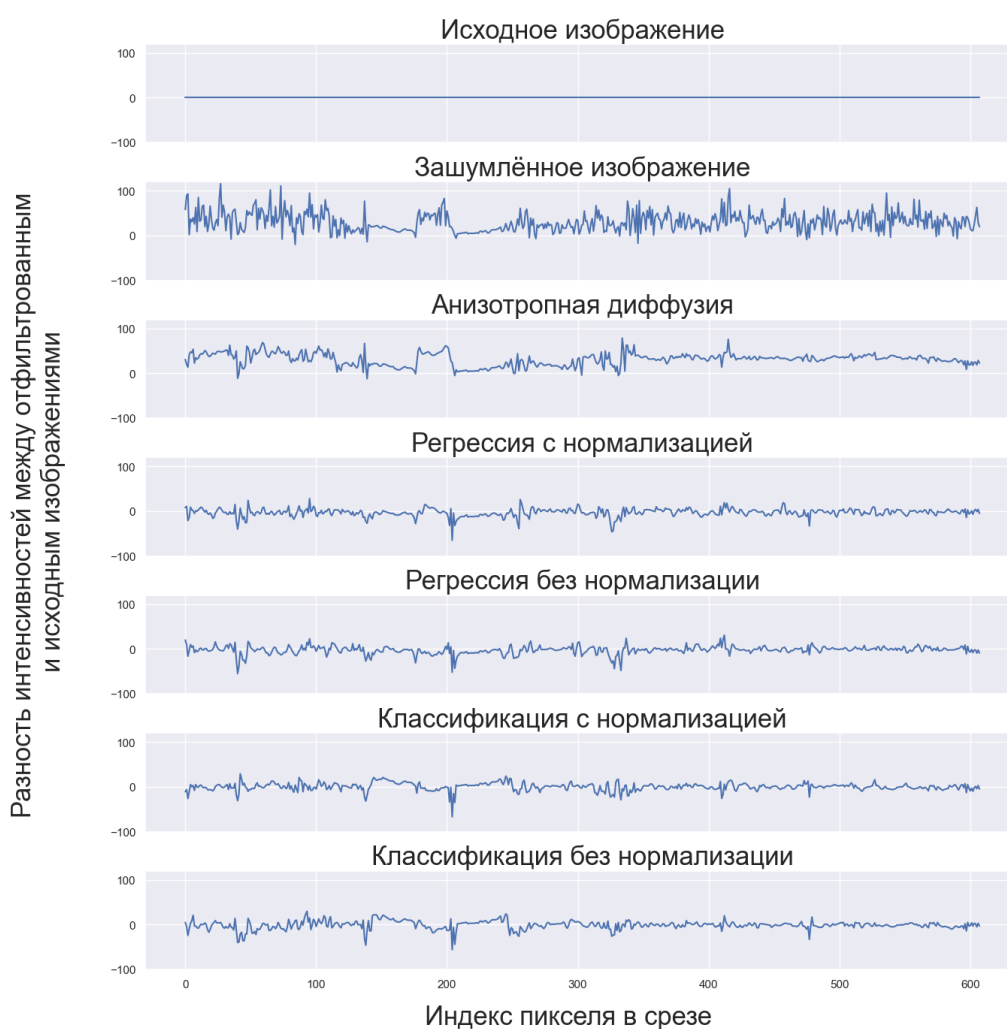 Исходное изображение
100
0
−100
Зашумлённое изображение
100
0
−100
Анизотропная диффузия
100
0
−100
Регрессия с нормализацией
100
0
−100
Регрессия без нормализации
100
0
−100
Классификация с нормализацией
100
0
−100
Классификация без нормализации
100
0
−100
0 100 200 300 400 500 600
Индекс пикселя в срезе
Разность интенсивностей между отфильтрованным
и исходным изображениями